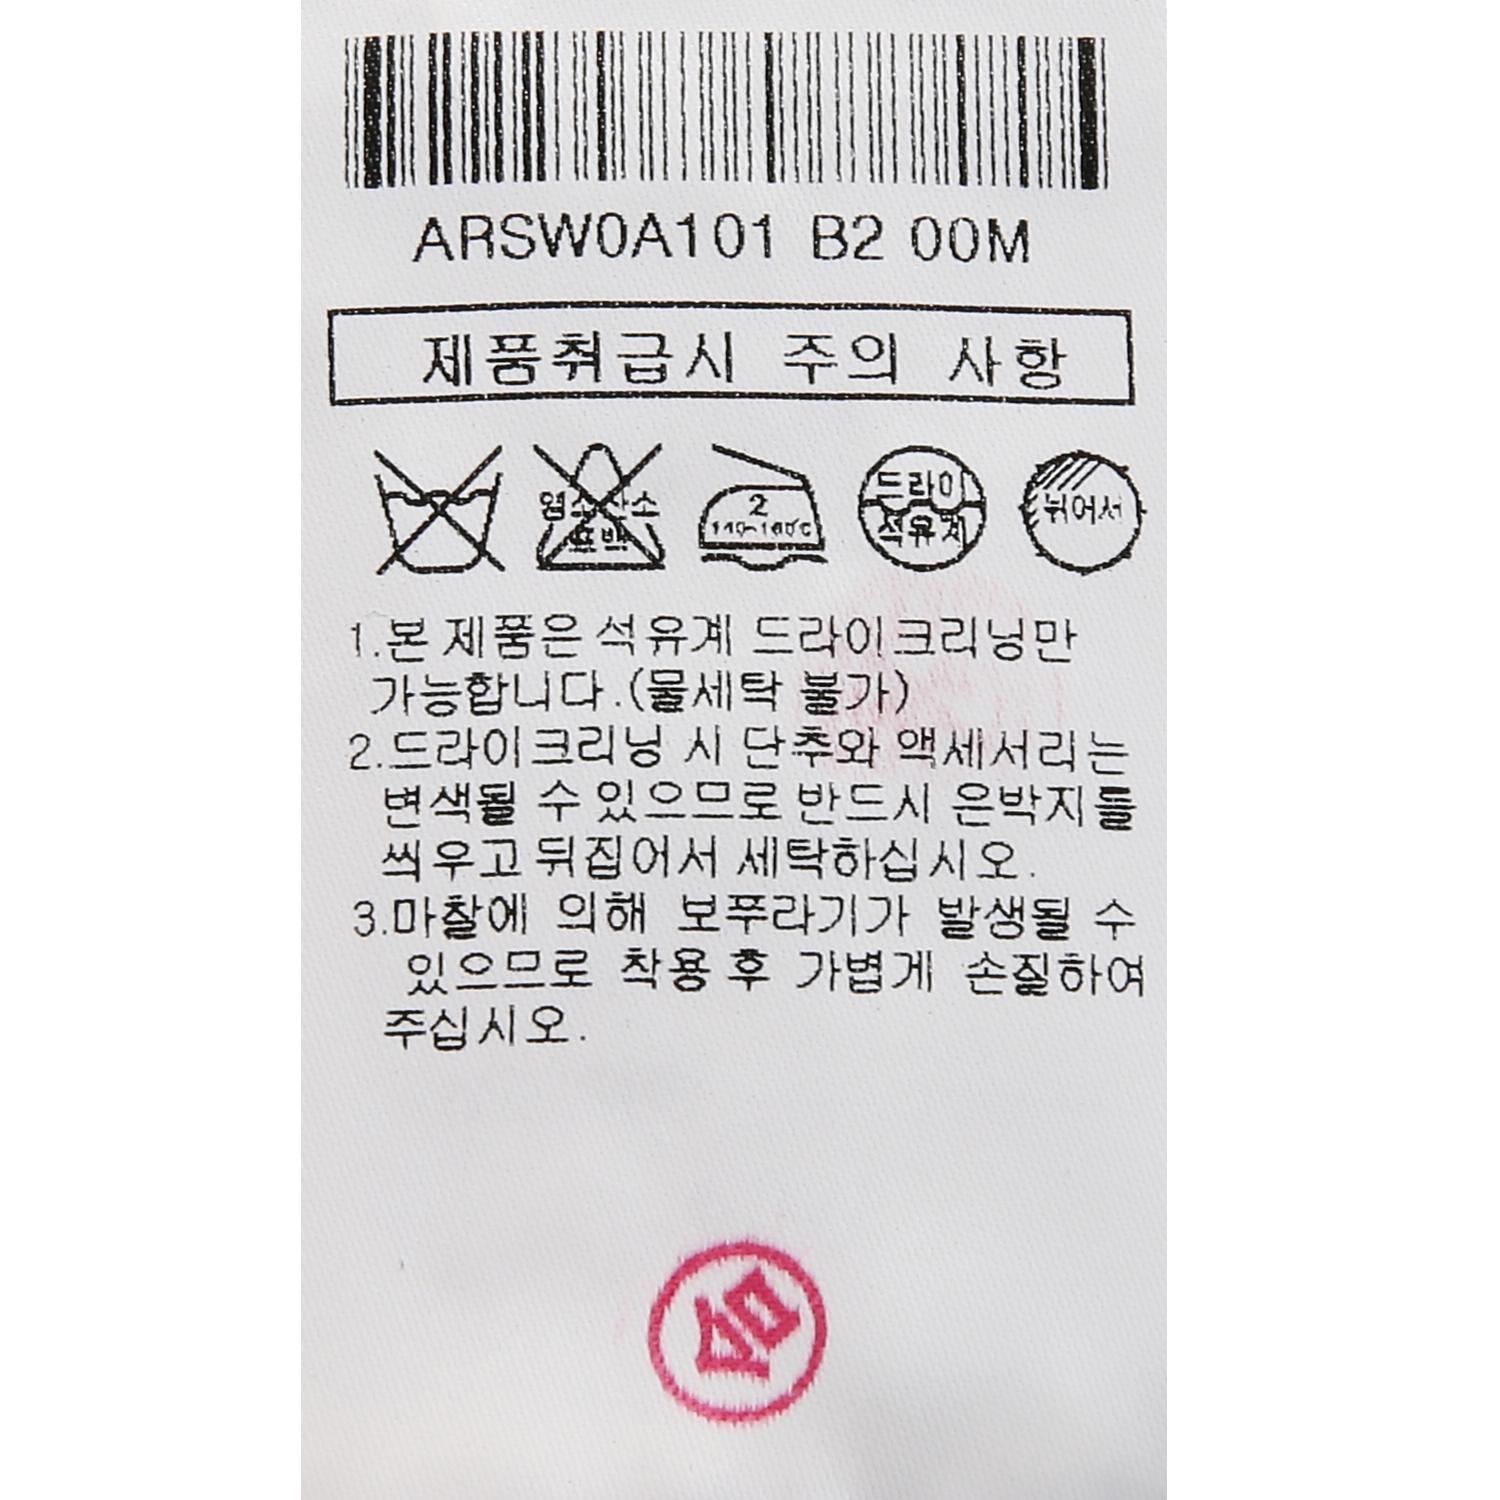 ARSW0A101 B2 00M
제품취급시 주의 사항
염소산소
표백
2
140~160℃
드라이
석유계
뉘어서
1.본 제품은 석유계 드라이크리닝만
가능합니다.(물세탁 불가)
2.드라이크리닝 시 단추와 액세서리는
변색될 수 있으므로 반드시 은박지를
씌우고 뒤집어서 세탁하십시오.
3.마찰에 의해 보푸라기가 발생될 수
있으므로 착용 후 가볍게 손질하여
주십시오.